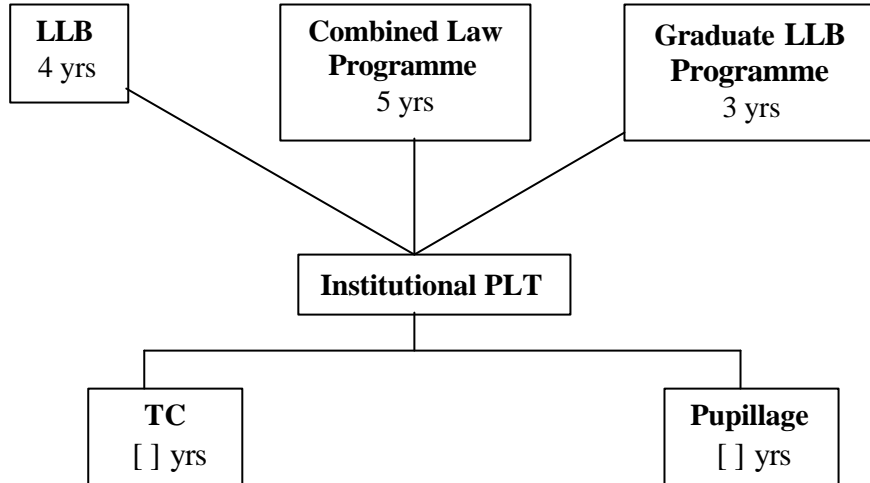 LLB
4 yrs
Combined Law
Programme
5 yrs
Graduate LLB
Programme
3 yrs
Institutional PLT
TC
[ ] yrs
Pupillage
[ ] yrs